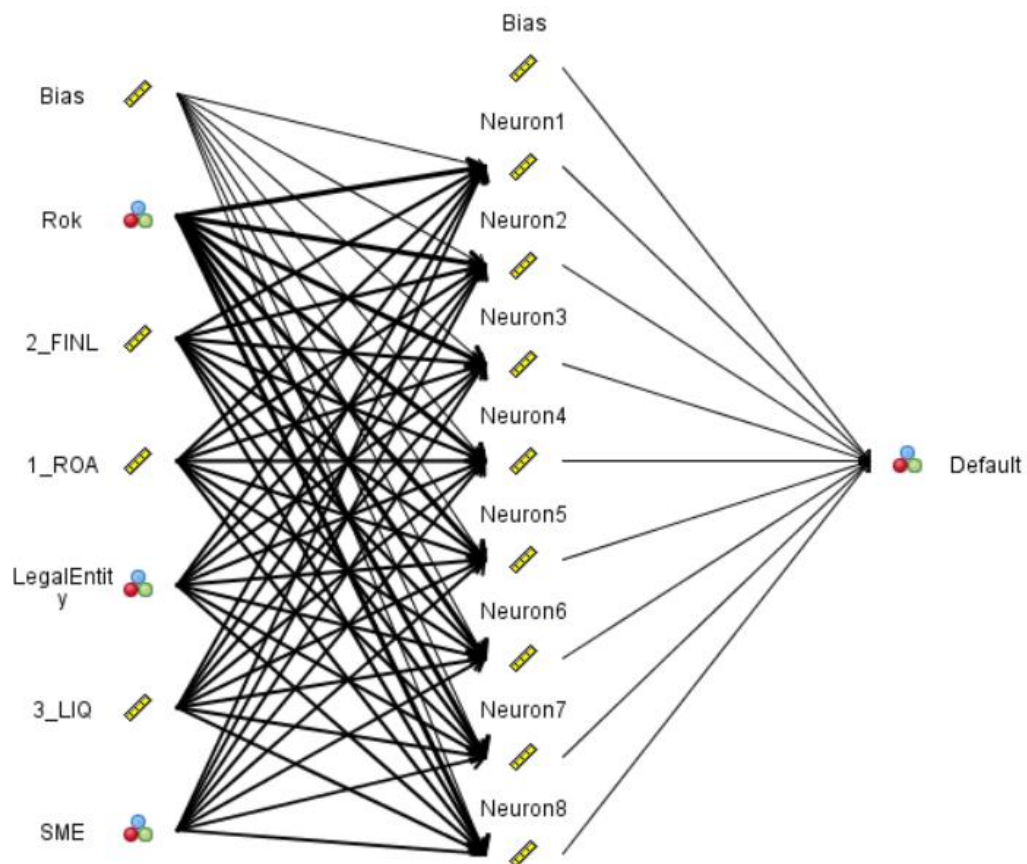 Bias
Rok
2_FINL
1_ROA
LegalEntit
y
3_LIQ
SME
Bias
Neuron1
Neuron2
Neuron3
Neuron4
Neuron5
Neuron6
Neuron7
Neuron8
Default